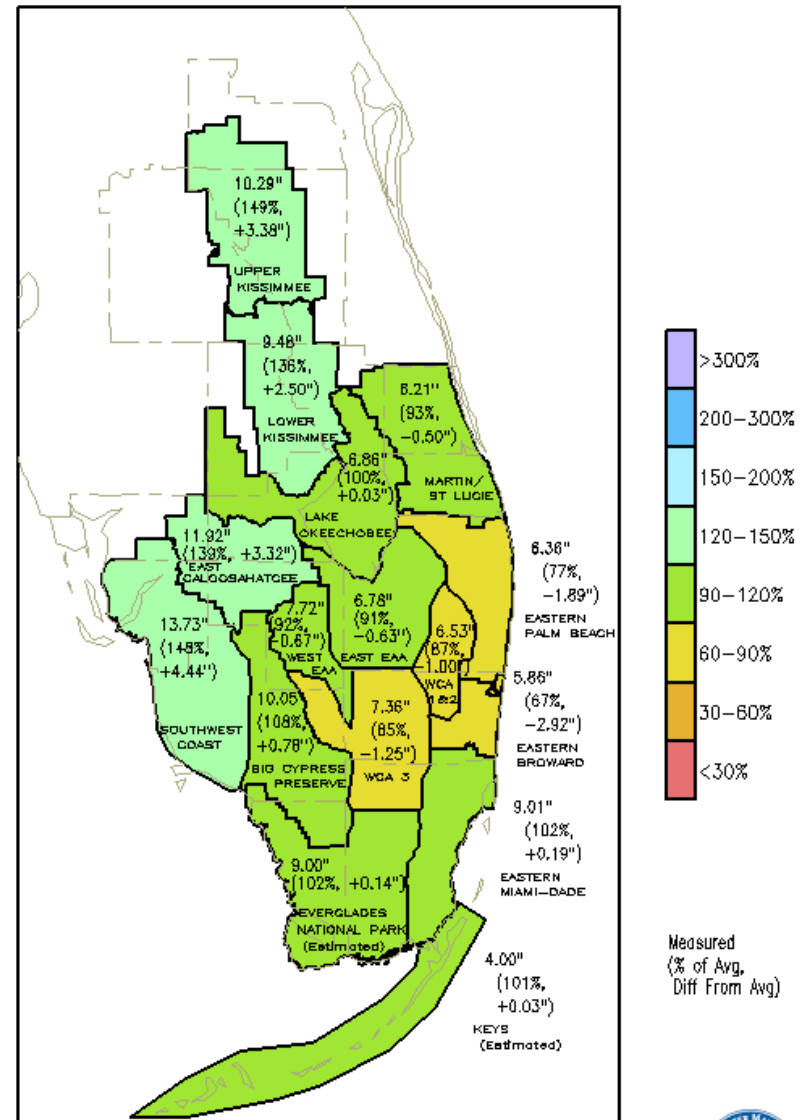 10.29"
(149%,
+3.38")
UPPER
KISSIMMEE
9.48"
(136%,
+2.50")
LOWER
KISSIMMEE
6.21"
(93%,
-0.50")
MARTIN/
ST LUCIE
6.86"
(100%,
+0.03")
LAKE
OKEECHOBEE
11.92"
(139%, +3.32")
EAST
CALOOSAHATCEE
13.73"
(148%,
+4.44")
SOUTHWEST
COAST
7.72"
(92%,
-0.67")
WEST
EAA
6.78"
(91%,
-0.63")
EAST EAA
6.53"
(87%,
-1.00")
WCA
1&2
6.36"
(77%,
-1.89")
EASTERN
PALM BEACH
5.86"
(67%,
-2.92")
EASTERN
BROWARD
10.05"
(108%,
+0.78")
BIG CYPRESS
PRESERVE
7.36"
(85%,
-1.25")
WCA 3
9.01"
(102%,
+0.19")
EASTERN
MIAMI-DADE
9.00"
(102%, +0.14")
EVERGLADES
NATIONAL PARK
(Estimated)
4.00"
(101%,
+0.03")
KEYS
(Estimated)
>300%
200-300%
150-200%
120-150%
90-120%
60-90%
30-60%
<30%
Measured
(% of Avg,
Diff From Avg)